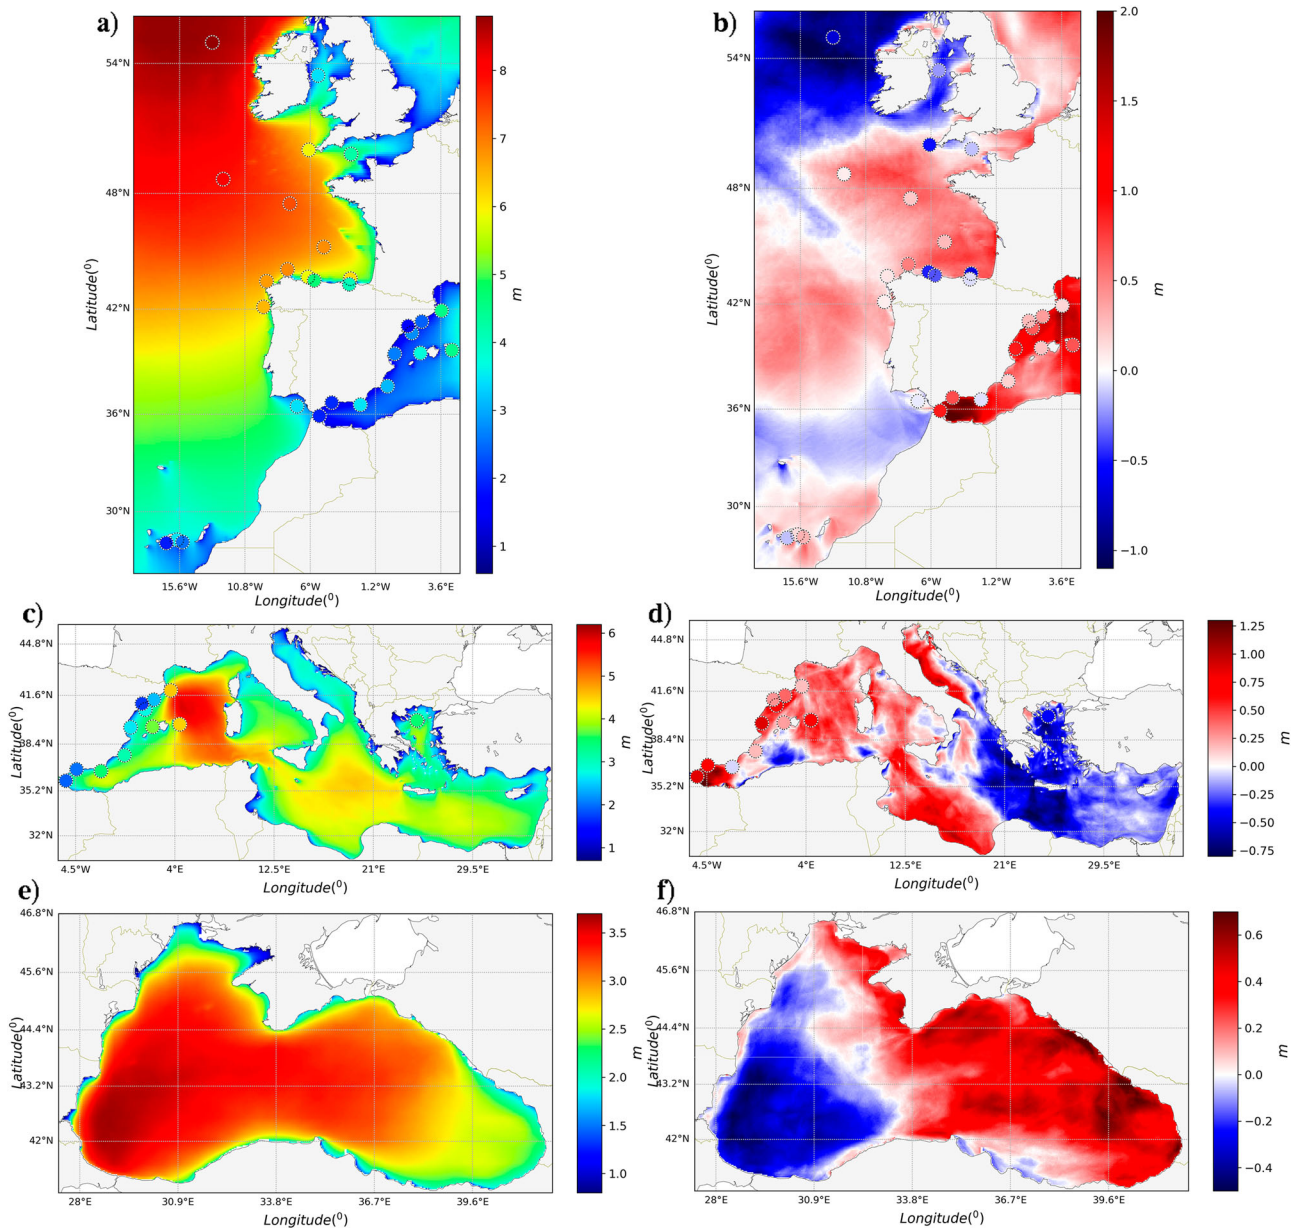 a)
54°N
48°N
42°N
36°N
30°N
Latitude(⁰)
15.6°W 10.8°W 6°W 1.2°W 3.6°E
Longitude(⁰)
8
7
6
5
4
3
2
1
m
b)
54°N
48°N
42°N
36°N
30°N
Latitude(⁰)
15.6°W 10.8°W 6°W 1.2°W 3.6°E
Longitude(⁰)
2.0
1.5
1.0
0.5
0.0
−0.5
−1.0
m
c)
44.8°N
41.6°N
38.4°N
35.2°N
32°N
Latitude(⁰)
4.5°W 4°E 12.5°E 21°E 29.5°E
Longitude(⁰)
6
5
4
3
2
1
m
d)
44.8°N
41.6°N
38.4°N
35.2°N
32°N
Latitude(⁰)
4.5°W 4°E 12.5°E 21°E 29.5°E
Longitude(⁰)
1.25
1.00
0.75
0.50
0.25
0.00
−0.25
−0.50
−0.75
m
e)
46.8°N
45.6°N
44.4°N
43.2°N
42°N
Latitude(⁰)
28°E 30.9°E 33.8°E 36.7°E 39.6°E
Longitude(⁰)
3.5
3.0
2.5
2.0
1.5
1.0
m
f)
46.8°N
45.6°N
44.4°N
43.2°N
42°N
Latitude(⁰)
28°E 30.9°E 33.8°E 36.7°E 39.6°E
Longitude(⁰)
0.6
0.4
0.2
0.0
−0.2
−0.4
m